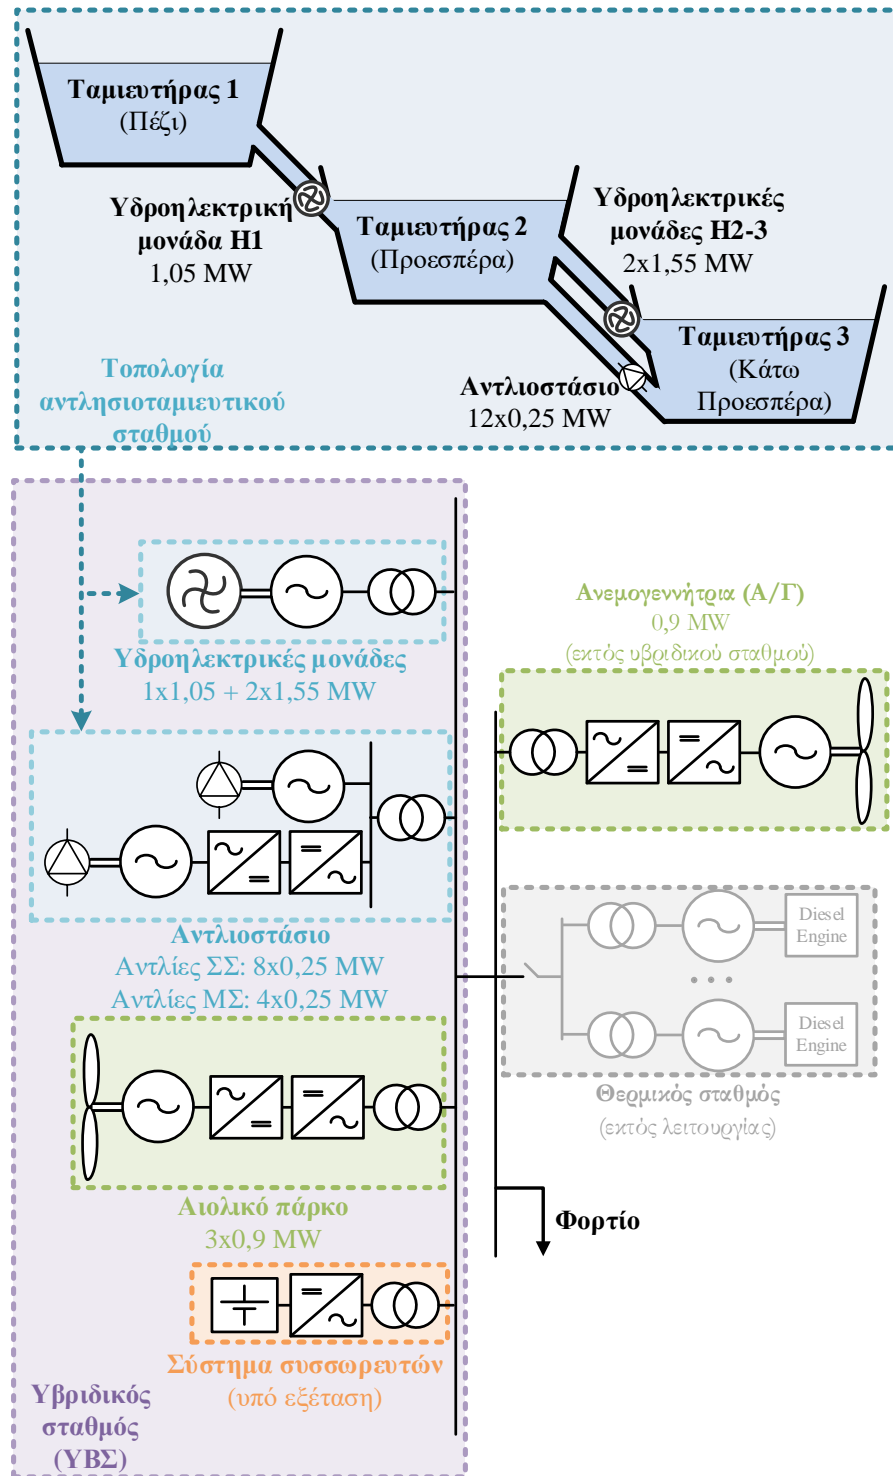 Ταμιευτήρας 1
(Πέζι)
Υδροηλεκτρική
μονάδα Η1
1,05 MW
Ταμιευτήρας 2
(Προεσπέρα)
Υδροηλεκτρικές
μονάδες Η2-3
2x1,55 MW
Ταμιευτήρας 3
(Κάτω
Προεσπέρα)
Αντλιοστάσιο
12x0,25 MW
Τοπολογία
αντλησιοταμιευτικού
σταθμού
Υδροηλεκτρικές μονάδες
1x1,05 + 2x1,55 MW
Ανεμογεννήτρια (Α/Γ)
0,9 MW
(εκτός υβριδικού σταθμού)
Αντλιοστάσιο
Αντλίες ΣΣ: 8x0,25 MW
Αντλίες ΜΣ: 4x0,25 MW
Diesel
Engine
Diesel
Engine
Θερμικός σταθμός
(εκτός λειτουργίας)
Αιολικό πάρκο
3x0,9 MW
Φορτίο
Σύστημα συσσωρευτών
(υπό εξέταση)
Υβριδικός
σταθμός
(ΥΒΣ)